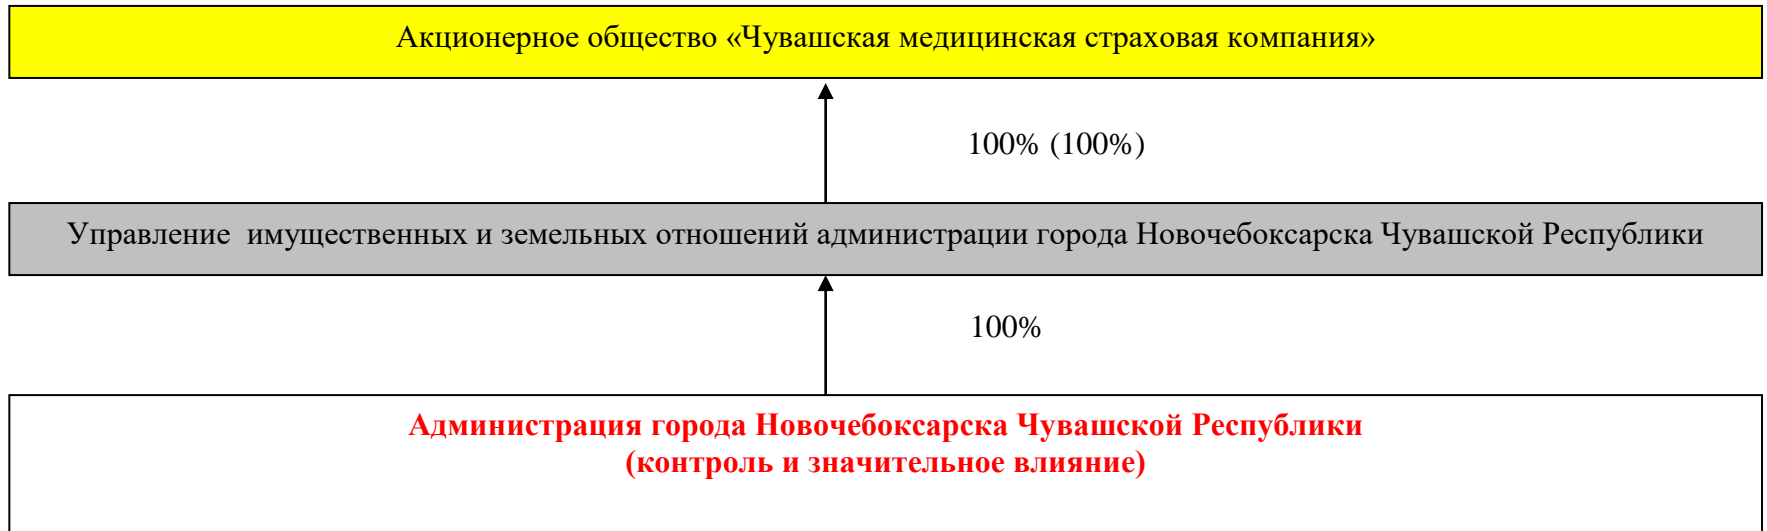 Акционерное общество «Чувашская медицинская страховая компания»
100% (100%)
Управление имущественных и земельных отношений администрации города Новочебоксарска Чувашской Республики
100%
Администрация города Новочебоксарска Чувашской Республики
(контроль и значительное влияние)